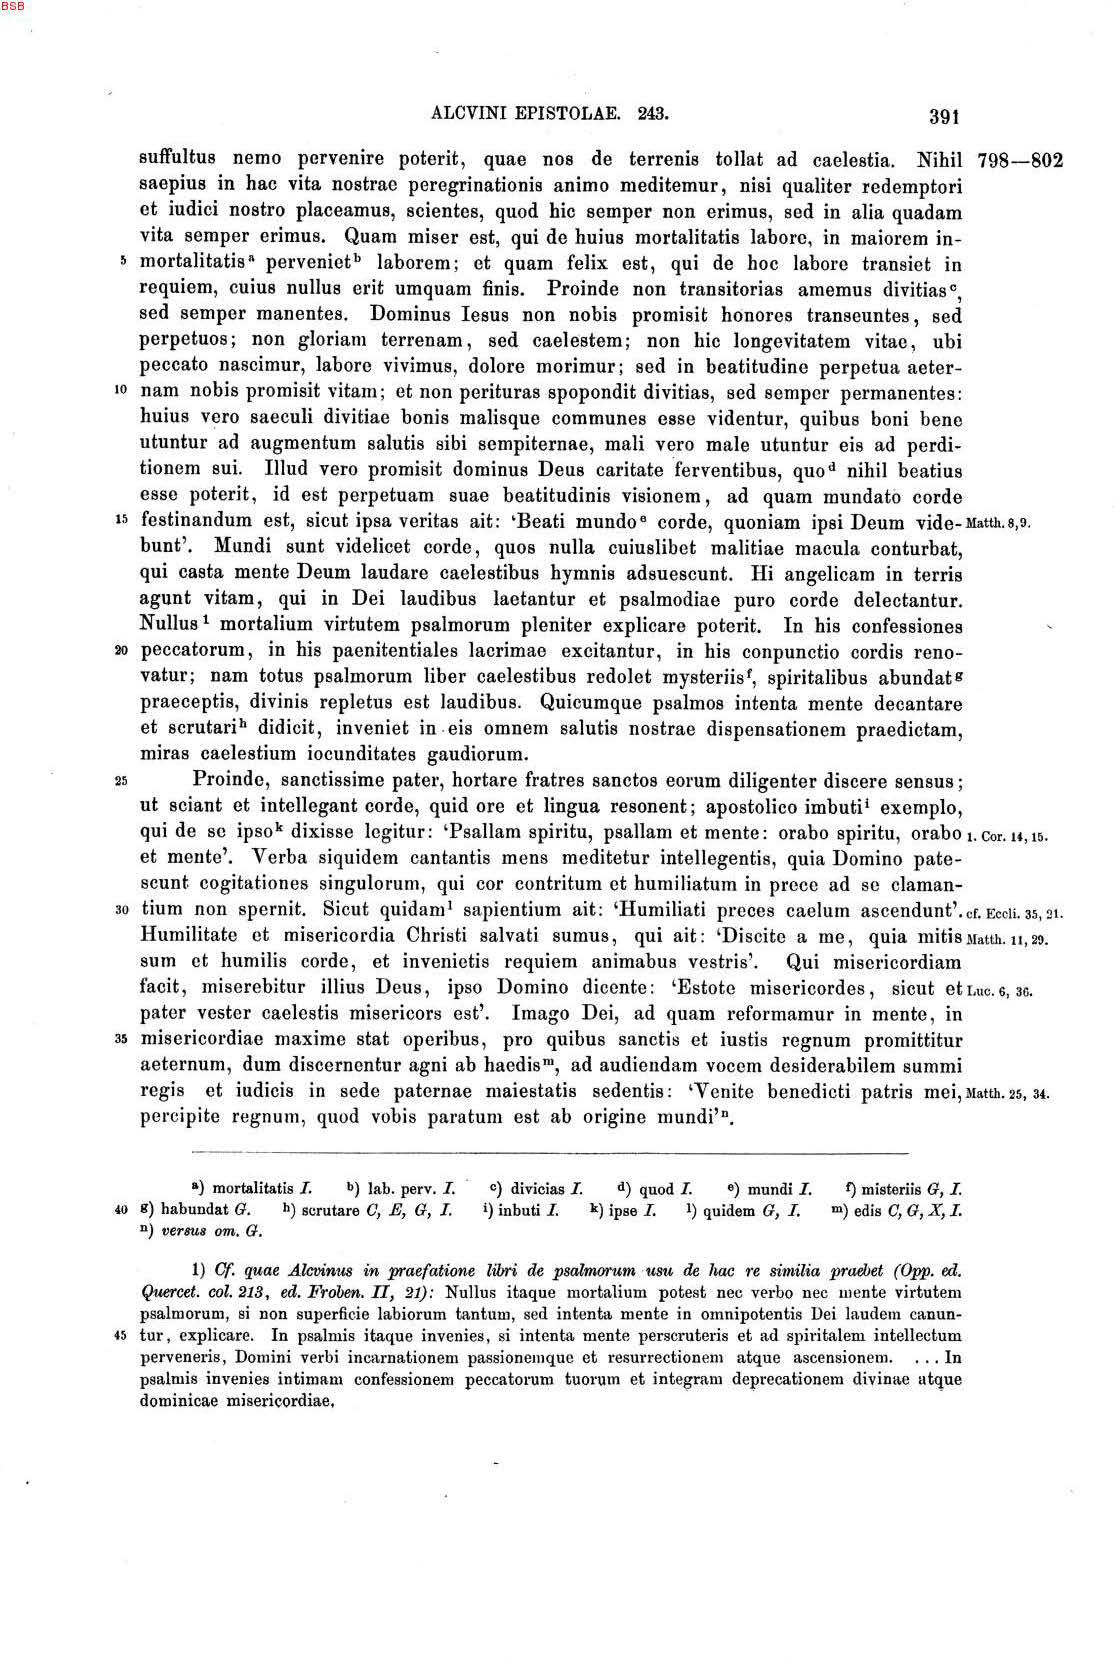 BSB
ALCVINI EPISTOLAE. 243. 391
suffultus nemo pervenire poterit, quae nos de terrenis tollat ad caelestia. Nihil 798—802
saepius in hac vita nostrae peregrinationis animo meditemur, nisi qualiter redemptori
et iudici nostro placeamus, scientes, quod hic semper non erimus, sed in alia quadam
vita semper erimus. Quam miser est, qui de huius mortalitatis labore, in maiorem in-
5 mortalitatis a perveniet b laborem; et quam felix est, qui de hoc labore transiet in
requiem, cuius nullus erit umquam finis. Proinde non transitorias amemus divitias c,
sed semper manentes. Dominus Iesus non nobis promisit honores transeuntes, sed
perpetuos; non gloriam terrenam, sed caelestem; non hic longevitatem vitae, ubi
peccato nascimur, labore vivimus, dolore morimur; sed in beatitudine perpetua aeter-
10 nam nobis promisit vitam; et non perituras spopondit divitias, sed semper permanentes:
huius vero saeculi divitiae bonis malisque communes esse videntur, quibus boni bene
utuntur ad augmentum salutis sibi sempiternae, mali vero male utuntur eis ad perdi-
tionem sui. Illud vero promisit dominus Deus caritate ferventibus, quo d nihil beatius
esse poterit, id est perpetuam suae beatitudinis visionem, ad quam mundato corde
15 festinandum est, sicut ipsa veritas ait: ‘Beati mundo e corde, quoniam ipsi Deum vide- Matth. 8,9.
bunt’. Mundi sunt videlicet corde, quos nulla cuiuslibet malitiae macula conturbat,
qui casta mente Deum laudare caelestibus hymnis adsuescunt. Hi angelicam in terris
agunt vitam, qui in Dei laudibus laetantur et psalmodiae puro corde delectantur.
Nullus 1 mortalium virtutem psalmorum pleniter explicare poterit. In his confessiones
20 peccatorum, in his paenitentiales lacrimae excitantur, in his conpunctio cordis reno-
vatur; nam totus psalmorum liber caelestibus redolet mysteriis f, spiritalibus abundat g
praeceptis, divinis repletus est laudibus. Quicumque psalmos intenta mente decantare
et scrutari h didicit, inveniet in eis omnem salutis nostrae dispensationem praedictam,
miras caelestium iocunditates gaudiorum.
25 Proinde, sanctissime pater, hortare fratres sanctos eorum diligenter discere sensus;
ut sciant et intellegant corde, quid ore et lingua resonent; apostolico imbuti i exemplo,
qui de se ipso k dixisse legitur: ‘Psallam spiritu, psallam et mente: orabo spiritu, orabo 1. Cor. 14, 15.
et mente’. Verba siquidem cantantis mens meditetur intellegentis, quia Domino pate-
scunt cogitationes singulorum, qui cor contritum et humiliatum in prece ad se claman-
30 tium non spernit. Sicut quidam l sapientium ait: ‘Humiliati preces caelum ascendunt’. cf. Eccli. 35, 21.
Humilitate et misericordia Christi salvati sumus, qui ait: ‘Discite a me, quia mitis Matth. 11, 29.
sum et humilis corde, et invenietis requiem animabus vestris’. Qui misericordiam
facit, miserebitur illius Deus, ipso Domino dicente: ‘Estote misericordes, sicut et Luc. 6, 36.
pater vester caelestis misericors est’. Imago Dei, ad quam reformamur in mente, in
35 misericordiae maxime stat operibus, pro quibus sanctis et iustis regnum promittitur
aeternum, dum discernentur agni ab haedis m, ad audiendam vocem desiderabilem summi
regis et iudicis in sede paternae maiestatis sedentis: ‘Venite benedicti patris mei, Matth. 25, 34.
percipite regnum, quod vobis paratum est ab origine mundi’ n.
a) mortalitatis I. b) lab. perv. I. c) divicias I. d) quod I. e) mundi I. f) misteriis G, I.
40 g) habundat G. h) scrutare C, E, G, I. i) inbuti I. k) ipse I. l) quidem G, I. m) edis C, G, X, I.
n) versus om. G.
1) Cf. quae Alcvinus in praefatione libri de psalmorum usu de hac re similia praebet (Opp. ed.
Quercet. col. 213, ed. Froben. II, 21): Nullus itaque mortalium potest nec verbo nec mente virtutem
psalmorum, si non superficie labiorum tantum, sed intenta mente in omnipotentis Dei laudem canun-
45 tur, explicare. In psalmis itaque invenies, si intenta mente perscruteris et ad spiritalem intellectum
perveneris, Domini verbi incarnationem passionemque et resurrectionem atque ascensionem. ... In
psalmis invenies intimam confessionem peccatorum tuorum et integram deprecationem divinae atque
dominicae misericordiae.